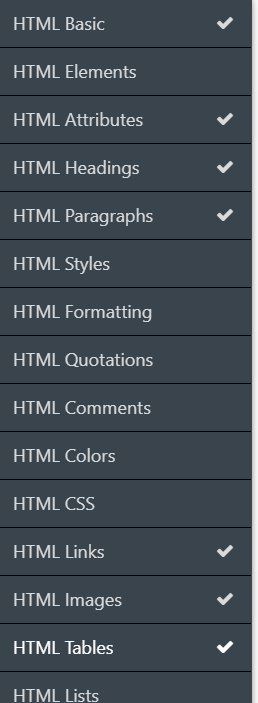 HTML Basic
HTML Elements
HTML Attributes
HTML Headings
HTML Paragraphs
HTML Styles
HTML Formatting
HTML Quotations
HTML Comments
HTML Colors
HTML CSS
HTML Links
HTML Images
HTML Tables
HTML Lists